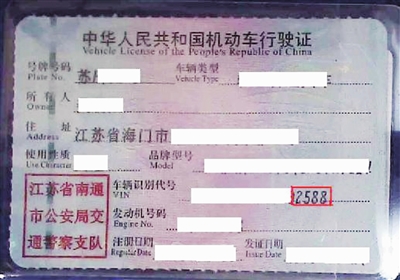 中华人民共和国机动车行驶证
Vehicle License of the People's Republic of China
号牌号码 苏 车辆类型
Plate No. Vehicle Type
所有人
Owner
住址 江苏省海门市
Address
使用性质 品牌型号
Use Character Model
江苏省南通
市公安局交
通警察支队
车辆识别代号
VIN 2588
发动机号码
Engine No.
注册日期 发证日期
Register Date Issue Date